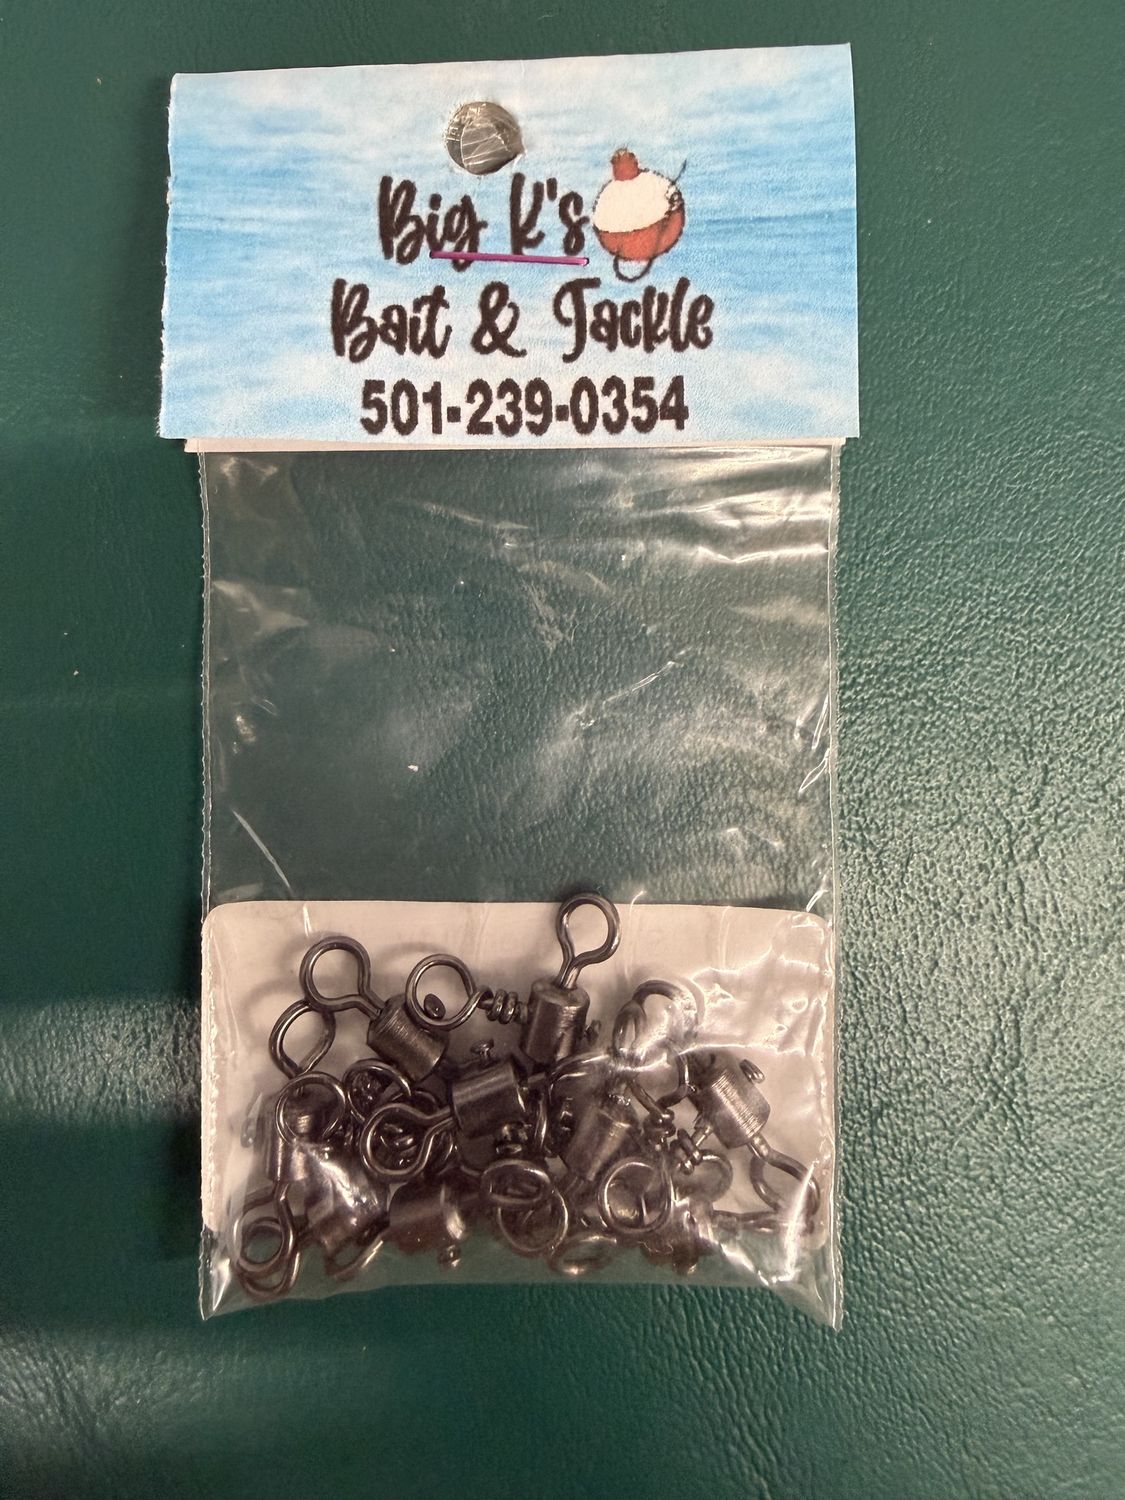 Big K's
Bait & Tackle
501-239-0354